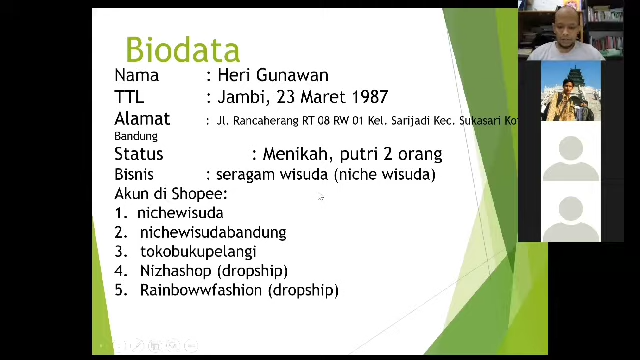 Biodata
Nama : Heri Gunawan
TTL : Jambi, 23 Maret 1987
Alamat : Jl. Rancaherang RT 08 RW 01 Kel. Sarijadi Kec. Sukasari
Bandung
Status : Menikah, putri 2 orang
Bisnis : seragam wisuda (niche wisuda)
Akun di Shopee:
1. nichewisuda
2. nichewisudabandung
3. tokobukupelangi
4. Nizhashop (dropship)
5. Rainbowwfashion (dropship)